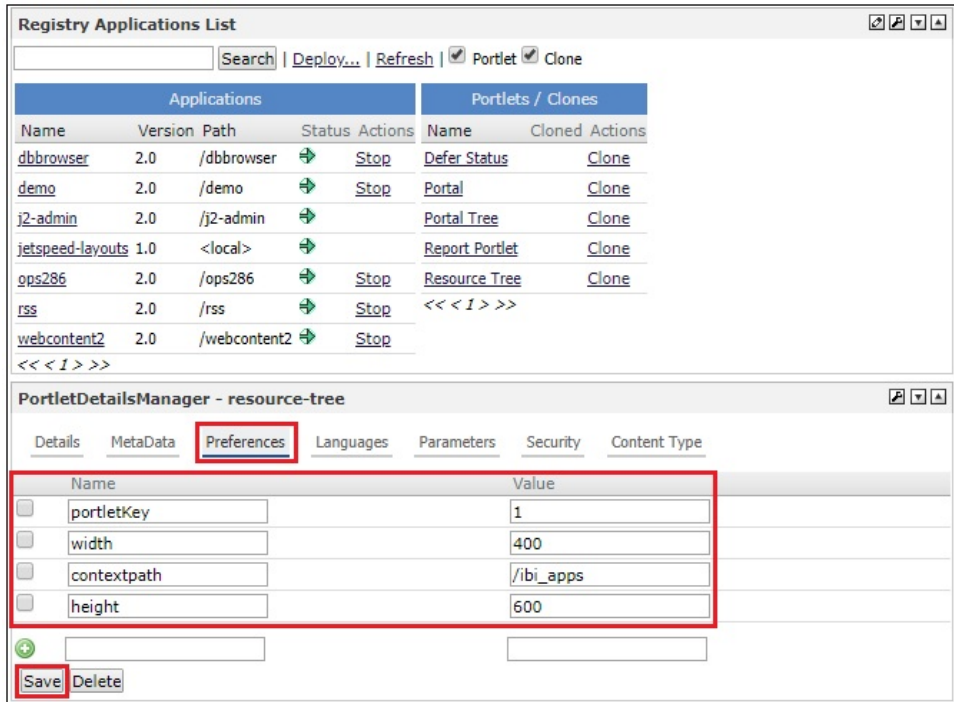 Registry Applications List
Search | Deploy... | Refresh | Portlet Clone
Applications Portlets / Clones
Name Version Path Status Actions Name Cloned Actions
dbbrowser 2.0 /dbbrowser Stop Defer Status Clone
demo 2.0 /demo Stop Portal Clone
j2-admin 2.0 /j2-admin Portal Tree Clone
jetspeed-layouts 1.0 <local> Report Portlet Clone
ops286 2.0 /ops286 Stop Resource Tree Clone
rss 2.0 /rss Stop << < 1 > >>
webcontent2 2.0 /webcontent2 Stop
<< < 1 > >>
PortletDetailsManager - resource-tree
Details MetaData Preferences Languages Parameters Security Content Type
Name Value
portletKey 1
width 400
contextpath /ibi_apps
height 600
Save Delete